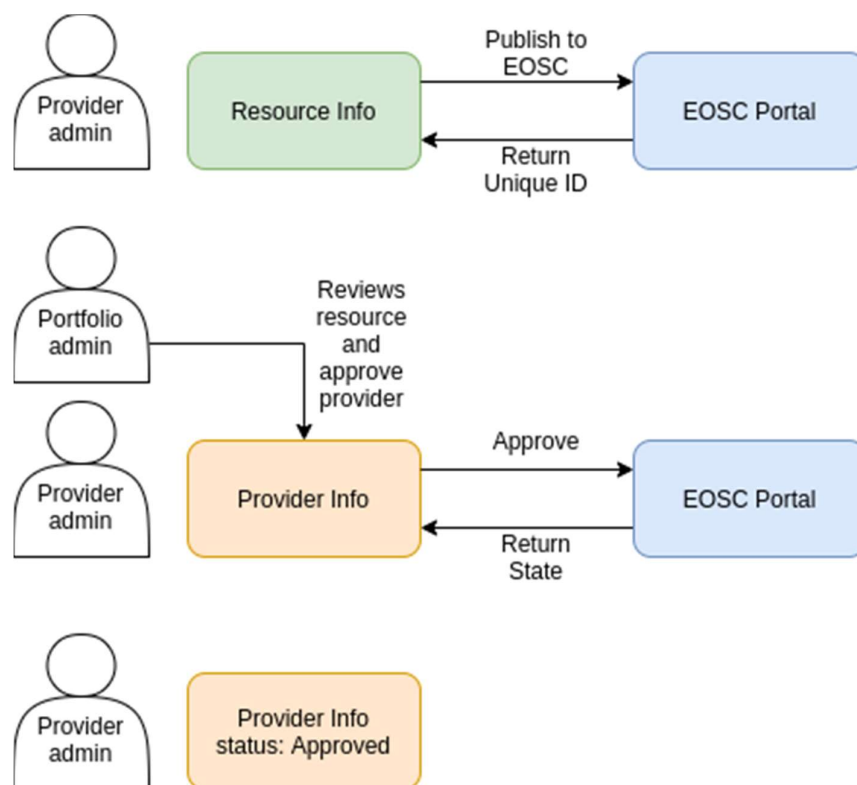 Provider
admin
Resource Info
Publish to
EOSC
Return
Unique ID
EOSC Portal
Portfolio
admin
Reviews
resource
and
approve
provider
Provider
admin
Provider Info
Approve
Return
State
EOSC Portal
Provider
admin
Provider Info
status: Approved